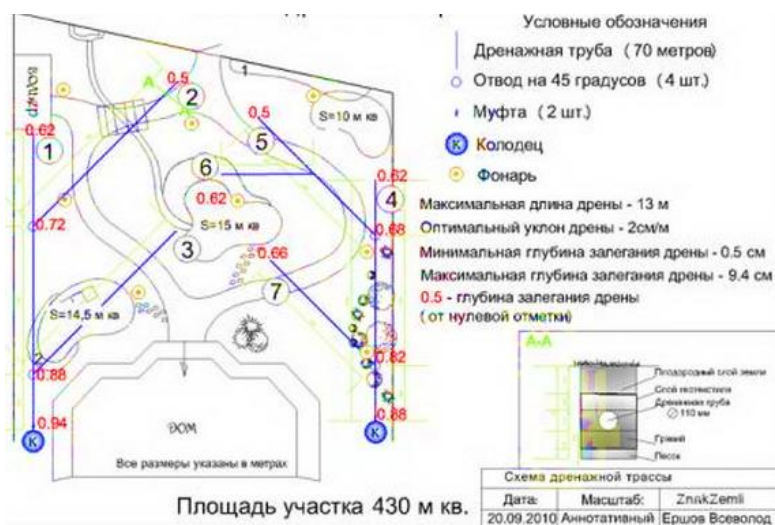 Условные обозначения
Дренажная труба (70 метров)
Отвод на 45 градусов (4 шт.)
Муфта (2 шт.)
К Колодец
Фонарь
Максимальная длина дрены - 13 м
Оптимальный уклон дрены - 2см/м
Минимальная глубина залегания дрены - 0.5 см
Максимальная глубина залегания дрены - 9.4 см
0.5 - глубина залегания дрены
(от нулевой отметки)
ВОЛЬЕР
А
0.5
2
1
S=10 м кв
0.62
1
0.5
5
6
0.62
0.62
4
0.72
S=15 м кв
0.68
3
0.66
7
S=14,5 м кв
0.88
0.82
0.94
0.88
К
К
ДОМ
Все размеры указаны в метрах
Площадь участка 430 м кв.
А-А
Плодородный слой земли
Слой геотекстиля
Дренажная труба
∅ 110 мм
Гравий
Песок
Схема дренажной трассы
Дата: Масштаб: ZnakZemli
20.09.2010 Аннотативный Ершов Всеволод